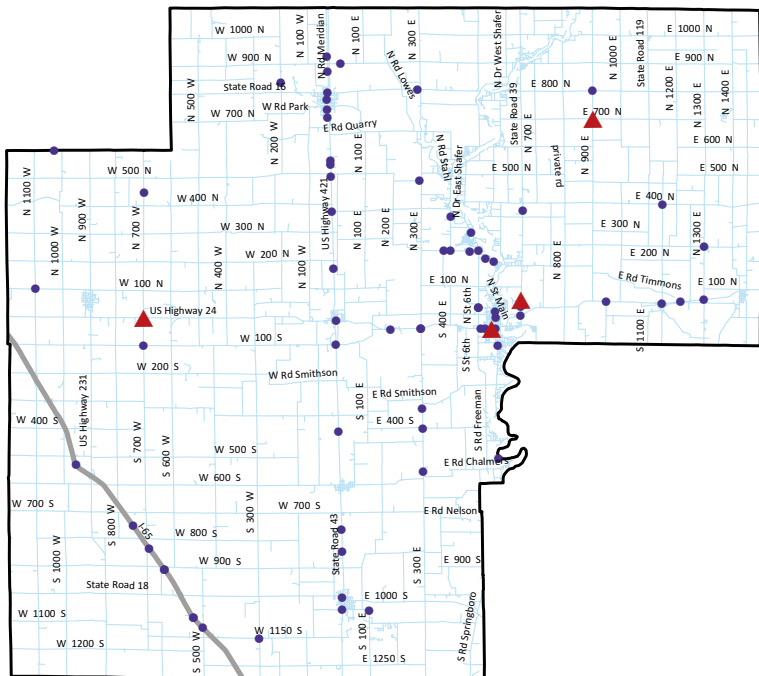 W 1000 N
N 100 W
N Rd Meridian
N 100 E
N 300 E
N Dr West Shafer
N 1000 E
State Road 119
E 1000 N
W 900 N
E 900 N
State Road 16
N Rd Lowes
E 800 N
N 500 W
W Rd Park
W 700 N
E Rd Quarry
State Road 39
N 700 E
E 700 N
N 1200 E
N 1300 E
N 1400 E
N 200 W
N 100 E
N Rd Stahl
N Dr East Shafer
private rd
N 900 E
E 600 N
N 1100 W
W 500 N
E 500 N
E 500 N
W 400 N
E 400 N
N 900 W
N 700 W
W 300 N
US Highway 421
N 100 E
N 200 E
N 300 E
E 300 N
N 1300 E
N 1000 W
N 400 W
W 200 N
N 100 W
N 800 E
E 200 N
W 100 N
E 100 N
E Rd Timmons
E 100 N
US Highway 24
N St 6th
N St Main
S 400 E
W 100 S
S St 6th
S 1100 E
W 200 S
W Rd Smithson
S 100 E
E Rd Smithson
US Highway 231
W 400 S
E 400 S
S Rd Freeman
S 700 W
S 600 W
W 500 S
E Rd Chalmers
W 600 S
W 700 S
S 800 W
S 300 W
W 700 S
E Rd Nelson
I-65
W 800 S
State Road 43
S 1000 W
W 900 S
S 300 E
E 900 S
State Road 18
E 1000 S
W 1100 S
S 500 W
W 1150 S
S 100 E
S Rd Springboro
W 1200 S
E 1250 S